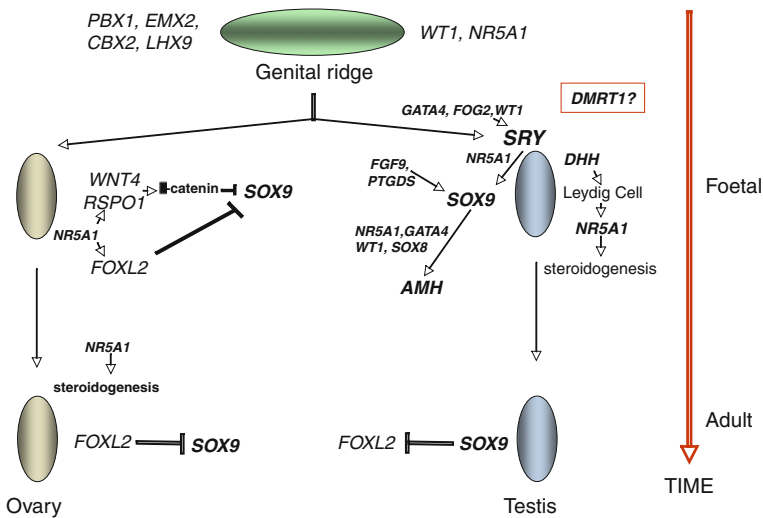 PBX1, EMX2,
CBX2, LHX9
WT1, NR5A1
Genital ridge
GATA4, FOG2,WT1
DMRT1?
SRY
NR5A1
FGF9,
PTGDS
SOX9
DHH
Leydig Cell
NR5A1
steroidogenesis
NR5A1,GATA4
WT1, SOX8
AMH
WNT4
RSPO1
-catenin
SOX9
NR5A1
FOXL2
Foetal
NR5A1
steroidogenesis
FOXL2
SOX9
FOXL2
SOX9
Adult
Ovary
Testis
TIME